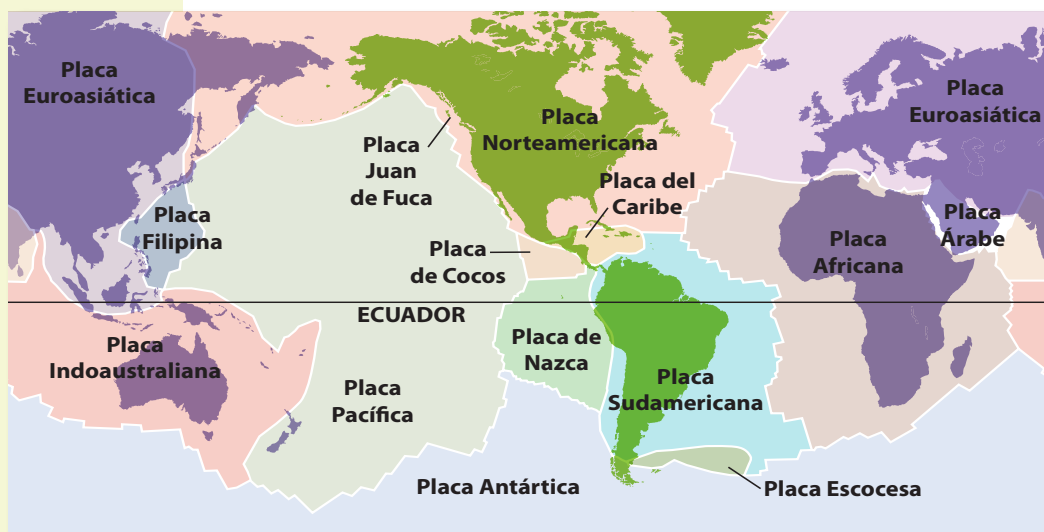 Placa
Euroasiática
Placa
Juan
de Fuca
Placa
Norteamericana
Placa
Euroasiática
Placa del
Caribe
Placa
Filipina
Placa
de Cocos
Placa
Africana
Placa
Árabe
ECUADOR
Placa
Indoaustraliana
Placa de
Nazca
Placa
Pacífica
Placa
Sudamericana
Placa Antártica
Placa Escocesa